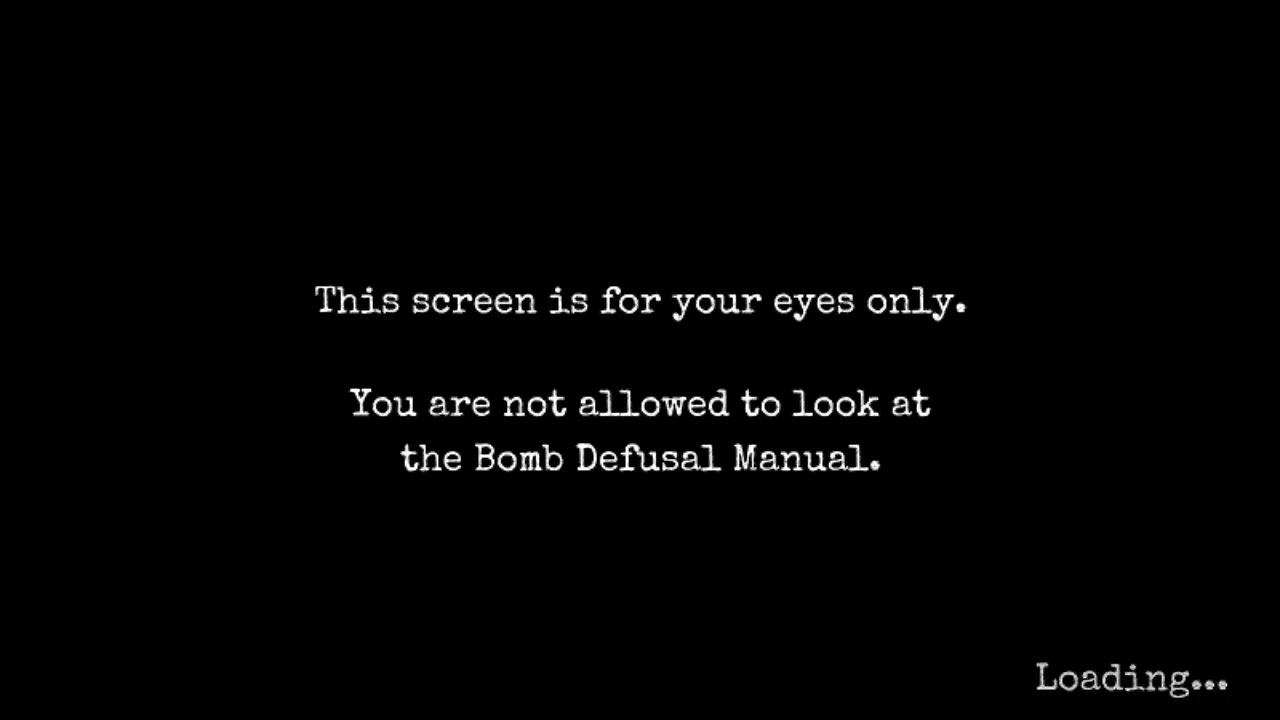 This screen is for your eyes only.
You are not allowed to look at
the Bomb Defusal Manual.
Loading...